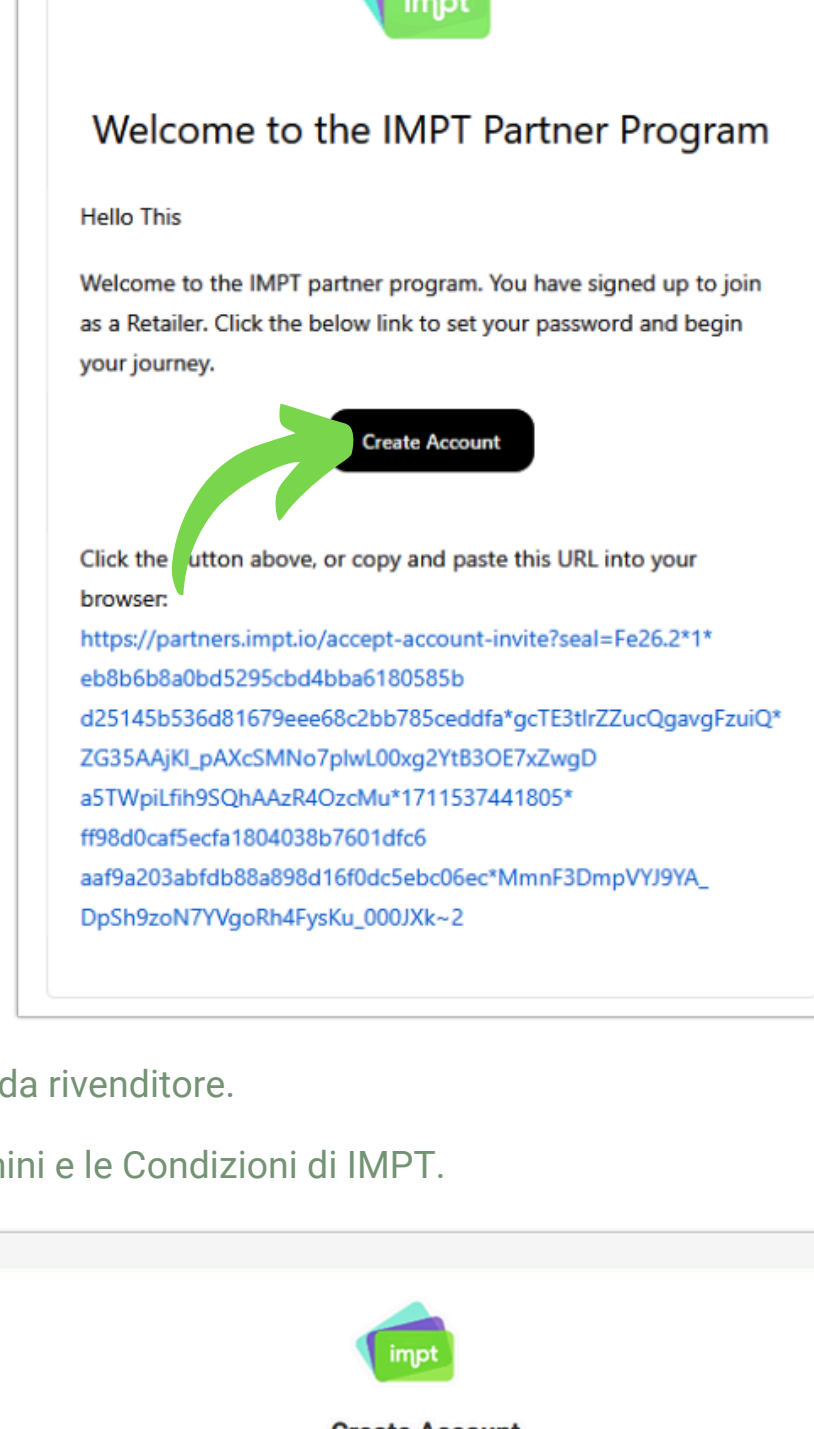 impt
Welcome to the IMPT Partner Program
Hello This
Welcome to the IMPT partner program. You have signed up to join
as a Retailer. Click the below link to set your password and begin
your journey.
Create Account
Click the utton above, or copy and paste this URL into your
browser:
https://partners.impt.io/accept-account-invite?seal=Fe26.2*1*
eb8b6b8a0bd5295cbd4bba6180585b
d25145b536d81679eee68c2bb785ceddfa*gcTE3tlrZZucQgavgFzuiQ*
ZG35AAjKl_pAXcSMNo7plwL00xg2YtB3OE7xZwgD
a5TWpiLfih9SQhAAzR4OzcMu*1711537441805*
ff98d0caf5ecfa1804038b7601dfc6
aaf9a203abfdb88a898d16f0dc5ebc06ec*MmnF3DmpVYJ9YA_
DpSh9zoN7YVgoRh4FysKu_000JXk~2
da rivenditore.
ini e le Condizioni di IMPT.
impt
Create Account